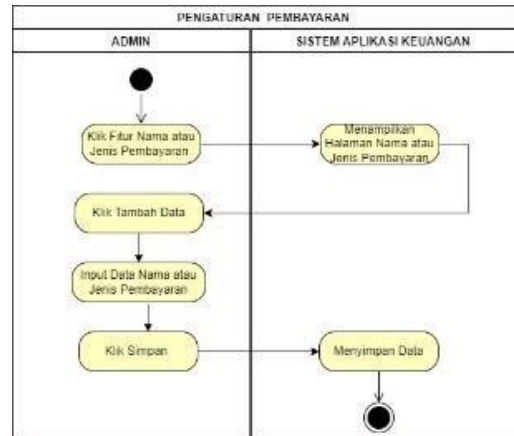 PENGATURAN PEMBAYARAN
ADMIN
SISTEM APLIKASI KEUANGAN
Klik Fitur Nama atau
Jenis Pembayaran
Menampilkan
Halaman Nama atau
Jenis Pembayaran
Klik Tambah Data
Input Data Nama atau
Jenis Pembayaran
Klik Simpan
Menyimpan Data